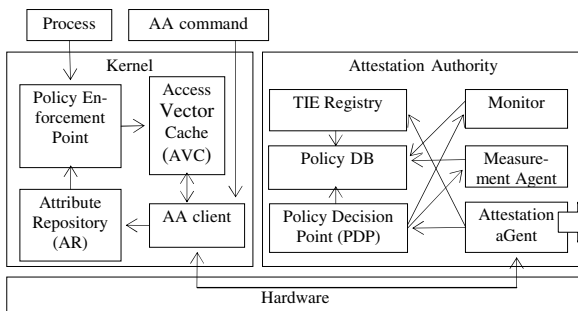 Process
AA command
Kernel
Policy En-
forcement
Point
Access
Vector
Cache
(AVC)
Attribute
Repository
(AR)
AA client
Attestation Authority
TIE Registry
Monitor
Policy DB
Measure-
ment Agent
Policy Decision
Point (PDP)
Attestation
aGent
Hardware